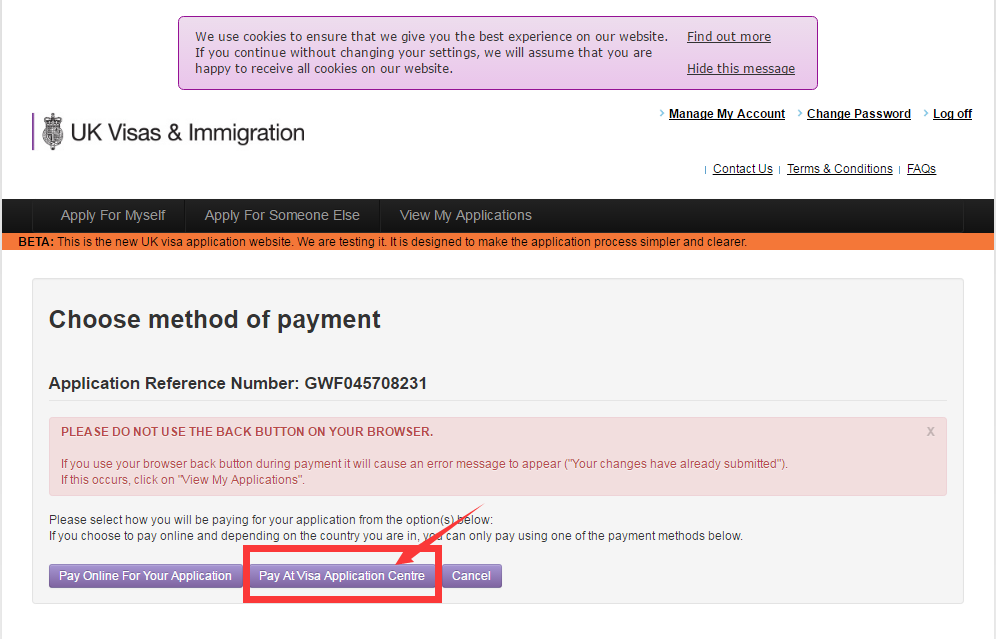 We use cookies to ensure that we give you the best experience on our website. Find out more
If you continue without changing your settings, we will assume that you are
happy to receive all cookies on our website. Hide this message
Manage My Account Change Password Log off
UK Visas & Immigration
Contact Us | Terms & Conditions | FAQs
Apply For Myself Apply For Someone Else View My Applications
BETA: This is the new UK visa application website. We are testing it. It is designed to make the application process simpler and clearer.
Choose method of payment
Application Reference Number: GWF045708231
PLEASE DO NOT USE THE BACK BUTTON ON YOUR BROWSER. X
If you use your browser back button during payment it will cause an error message to appear ("Your changes have already submitted").
If this occurs, click on "View My Applications".
Please select how you will be paying for your application from the option(s) below:
If you choose to pay online and depending on the country you are in, you can only pay using one of the payment methods below.
Pay Online For Your Application Pay At Visa Application Centre Cancel